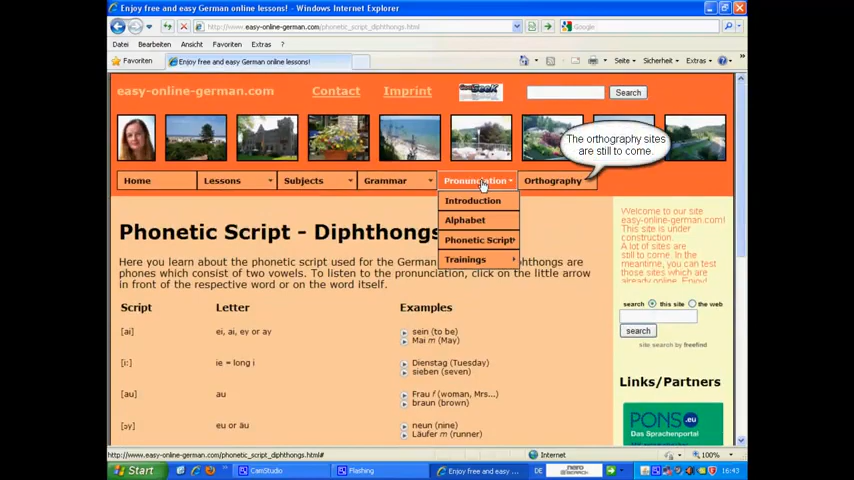 Enjoy free and easy German online lessons! - Windows Internet Explorer
http://www.easy-online-german.com/phonetic_script_diphthongs.html
Google
Datei Bearbeiten Ansicht Favoriten Extras ?
Favoriten Enjoy free and easy German online lessons!
Seite Sicherheit Extras
easy-online-german.com Contact Imprint Search
The orthography sites
are still to come.
Home Lessons Subjects Grammar Pronunciation Orthography
Introduction
Alphabet
Phonetic Script
Trainings
Phonetic Script - Diphthongs
Here you learn about the phonetic script used for the German
phones which consist of two vowels. To listen to the pronunciation, click on the little arrow
in front of the respective word or on the word itself.
Script Letter Examples
[ai] ei, ai, ey or ay
sein (to be)
Mai m (May)
[i:] ie = long i
Dienstag (Tuesday)
sieben (seven)
[au] au
Frau f (woman, Mrs...)
braun (brown)
[ɔy] eu or äu
neun (nine)
Läufer m (runner)
Welcome to our site
easy-online-german.com!
This site is under
construction.
A lot of sites are
still to come. In the
meantime, you can test
those sites which are
already online. Enjoy!
search this site the web
search
site search by freefind
Links/Partners
PONS.eu
Das Sprachenportal
http://www.easy-online-german.com/phonetic_script_diphthongs.html# Internet 100%
Start CamStudio Flashing Enjoy free and easy ... DE nero SEARCH 16:43